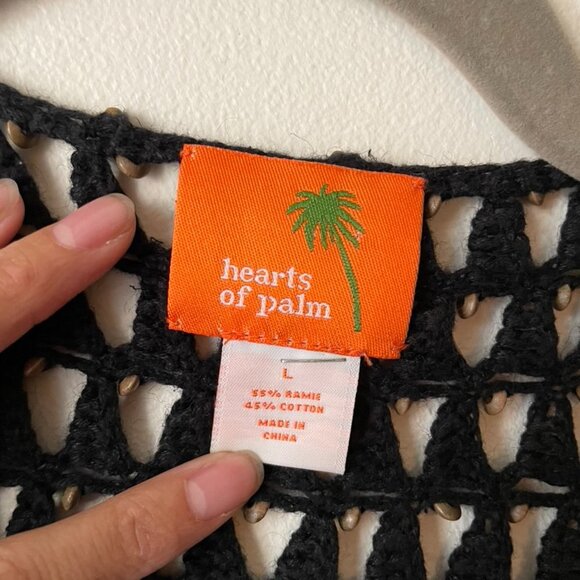 hearts
of palm
L
55% RAMIE
45% COTTON
MADE IN
CHINA